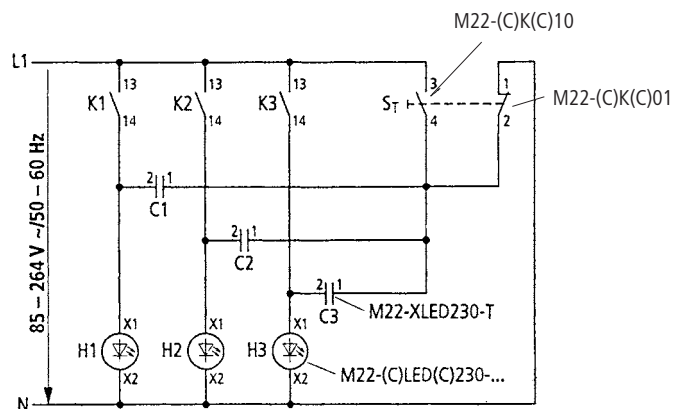 M22-(C)K(C)10
L1
13
13
13
3
1
K1
K2
K3
S_T
M22-(C)K(C)01
14
14
14
4
2
85 – 264 V ~/50 – 60 Hz
2 1
C1
2 1
C2
2 1
C3
M22-XLED230-T
X1
X1
X1
H1
H2
H3
X2
X2
X2
M22-(C)LED(C)230-...
N